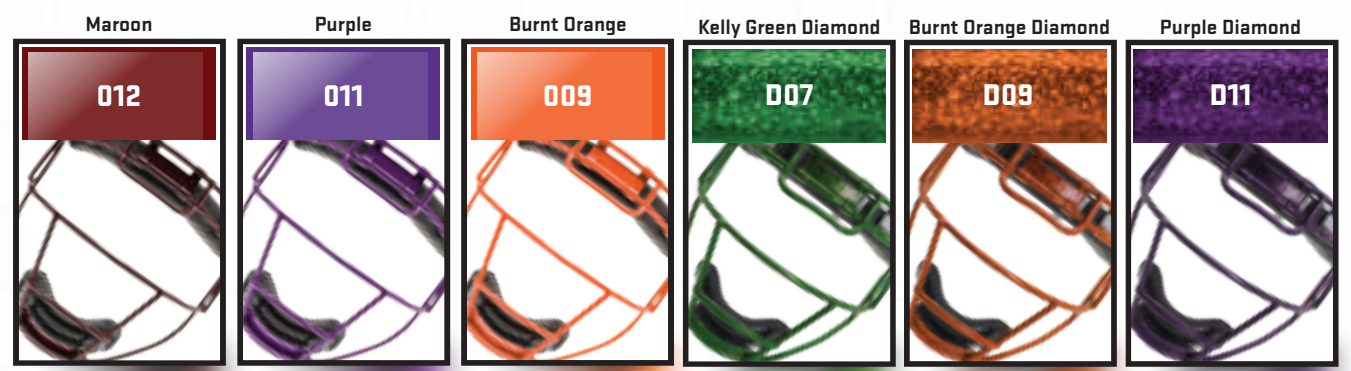 Maroon
Purple
Burnt Orange
Kelly Green Diamond
Burnt Orange Diamond
Purple Diamond
012
011
009
D07
D09
D11